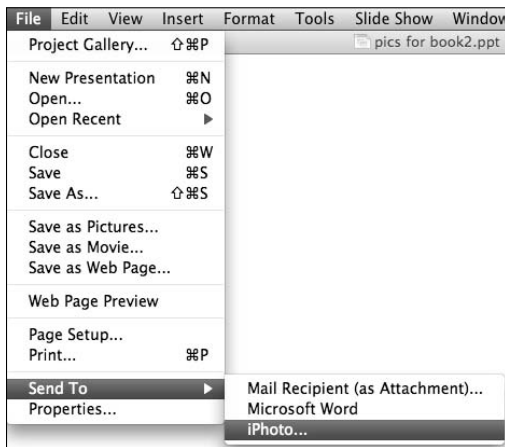 File Edit View Insert Format Tools Slide Show Window
Project Gallery... ⇧⌘P
pics for book2.ppt
New Presentation ⌘N
Open... ⌘O
Open Recent ▶
Close ⌘W
Save ⌘S
Save As... ⇧⌘S
Save as Pictures...
Save as Movie...
Save as Web Page...
Web Page Preview
Page Setup...
Print... ⌘P
Send To ▶
Properties...
Mail Recipient (as Attachment)...
Microsoft Word
iPhoto...